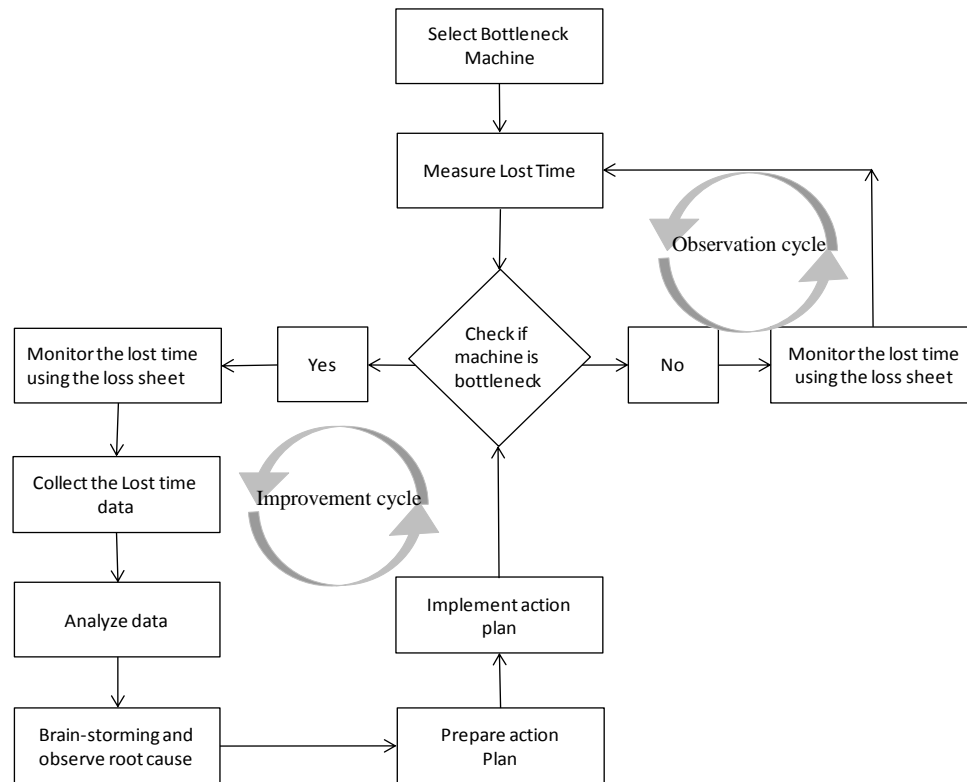 Select Bottleneck
Machine
Measure Lost Time
Observation cycle
Check if
machine is
bottleneck
Yes
No
Monitor the lost time
using the loss sheet
Monitor the lost time
using the loss sheet
Collect the Lost time
data
Improvement cycle
Analyze data
Implement action
plan
Brain-storming and
observe root cause
Prepare action
Plan